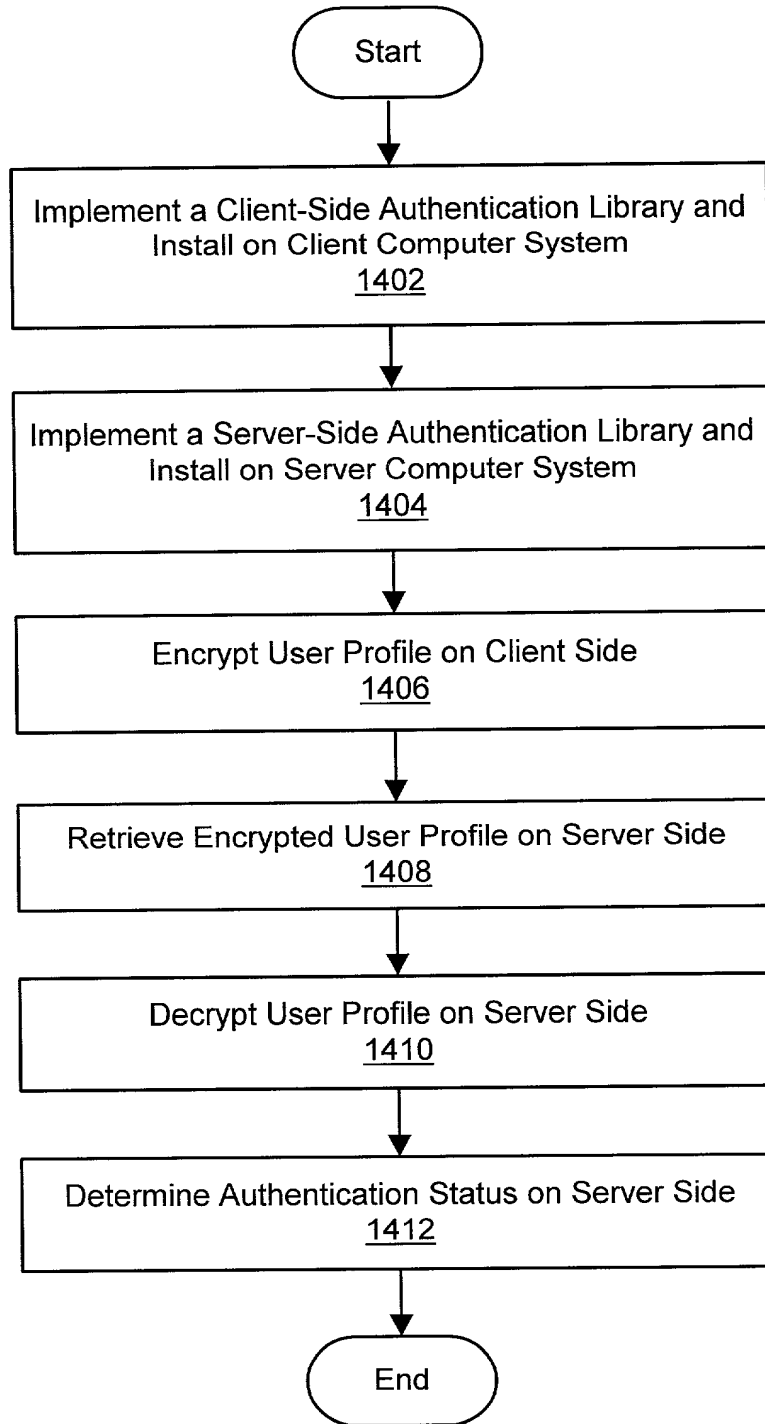 Start
Implement a Client-Side Authentication Library and
Install on Client Computer System
1402
Implement a Server-Side Authentication Library and
Install on Server Computer System
1404
Encrypt User Profile on Client Side
1406
Retrieve Encrypted User Profile on Server Side
1408
Decrypt User Profile on Server Side
1410
Determine Authentication Status on Server Side
1412
End